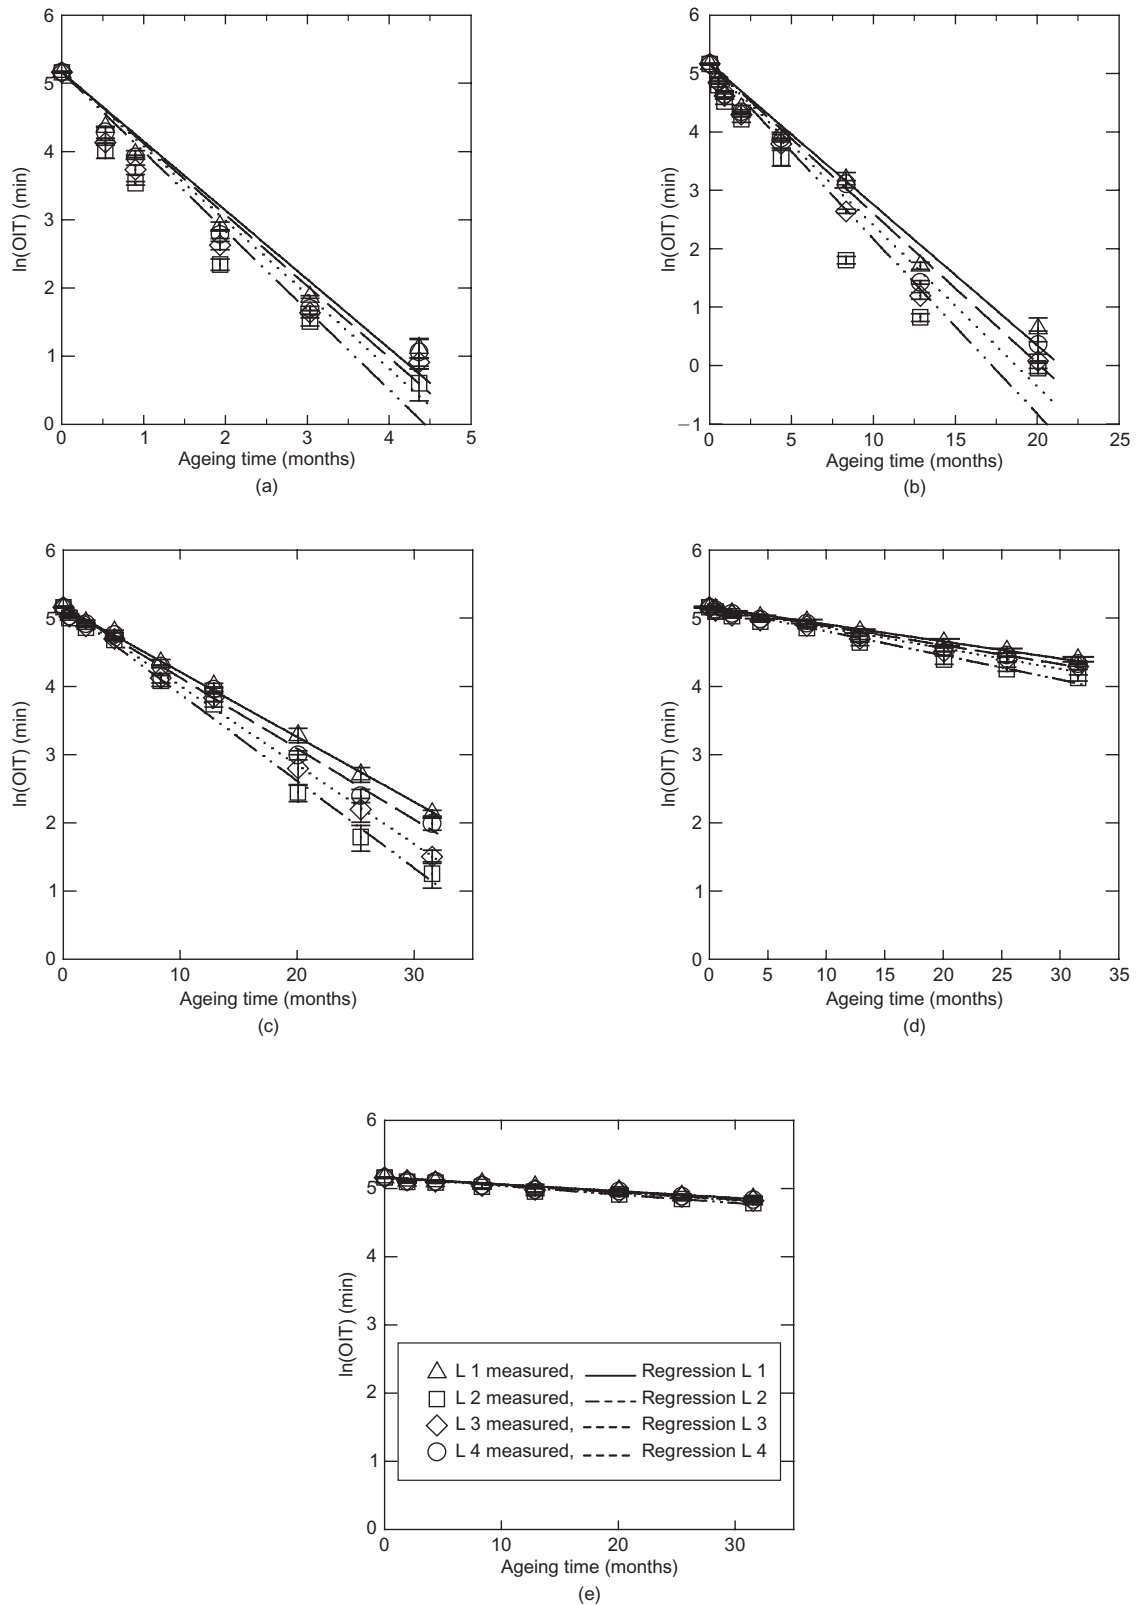 6
5
4
3
2
1
0
ln(OIT) (min)
0 1 2 3 4 5
Ageing time (months)
(a)
6
5
4
3
2
1
0
−1
ln(OIT) (min)
0 5 10 15 20 25
Ageing time (months)
(b)
6
5
4
3
2
1
0
ln(OIT) (min)
0 10 20 30
Ageing time (months)
(c)
6
5
4
3
2
1
0
ln(OIT) (min)
0 5 10 15 20 25 30 35
Ageing time (months)
(d)
6
5
4
3
2
1
0
ln(OIT) (min)
L 1 measured, Regression L 1
L 2 measured, Regression L 2
L 3 measured, Regression L 3
L 4 measured, Regression L 4
0 10 20 30
Ageing time (months)
(e)